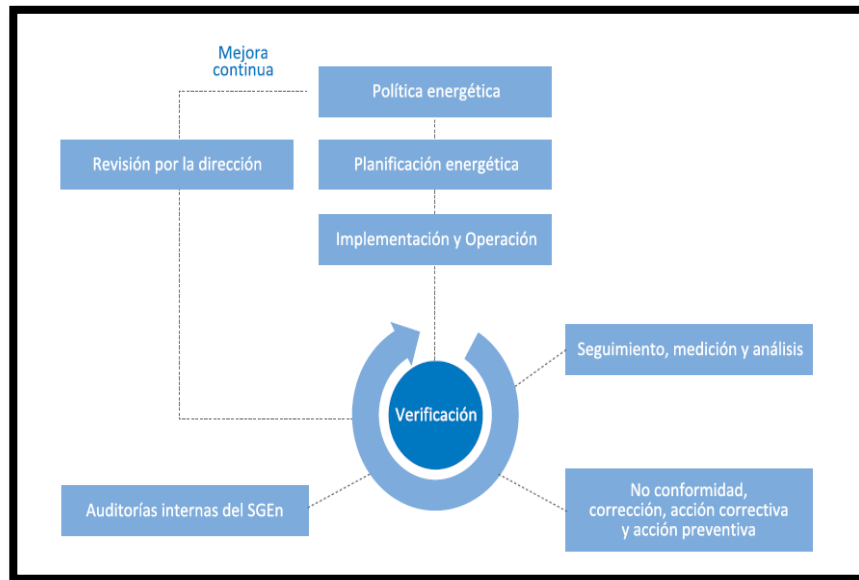 Mejora
continua
Política energética
Revisión por la dirección
Planificación energética
Implementación y Operación
Seguimiento, medición y análisis
Verificación
Auditorías internas del SGEn
No conformidad,
corrección, acción correctiva
y acción preventiva